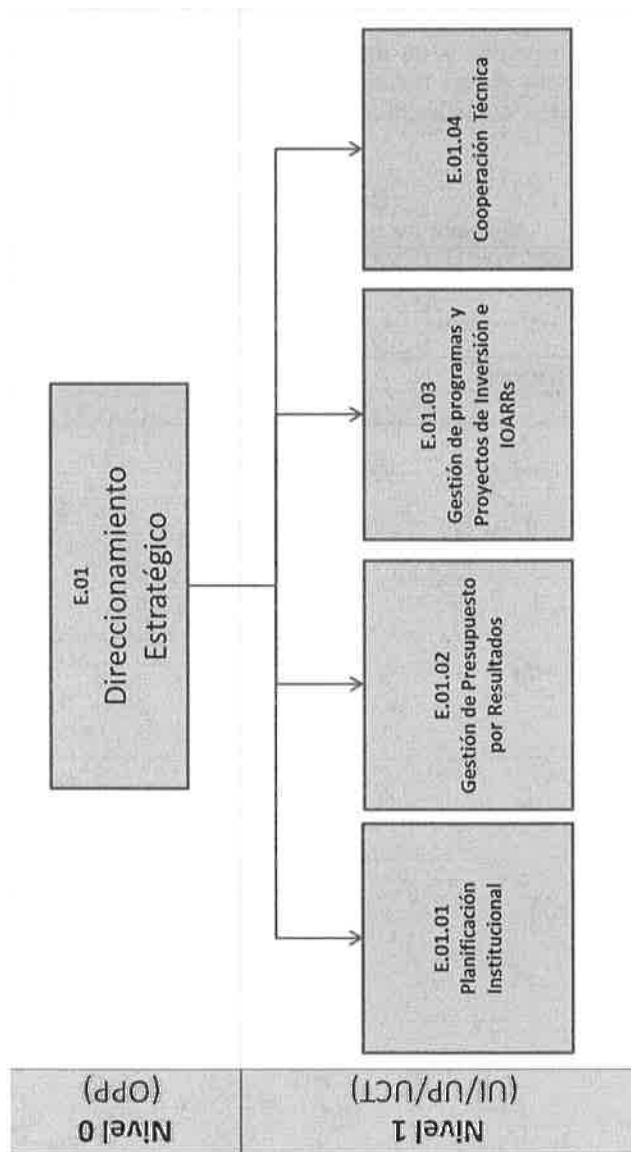 Nivel 0
(OPP)
E.01
Direccionamiento
Estratégico
Nivel 1
(UI/UP/UCT)
E.01.01
Planificación
Institucional
E.01.02
Gestión de Presupuesto
por Resultados
E.01.03
Gestión de programas y
Proyectos de Inversión e
IOARRs
E.01.04
Cooperación Técnica